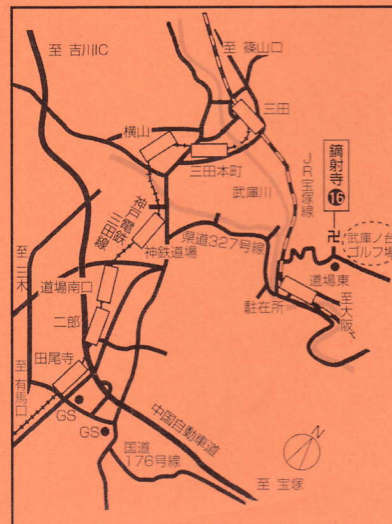 至 吉川IC
至 篠山口
三田
横山
三田本町
鏑射寺
16
武庫川
JR宝塚線
神戸電鉄
三田線
神鉄道場
県道327号線
卍
武庫ノ台
ゴルフ場
至 三木
道場南口
道場東
駐在所
至 大阪
二郎
田尾寺
至 有馬口
GS
GS
中国自動車道
国道
176号線
N
至 宝塚